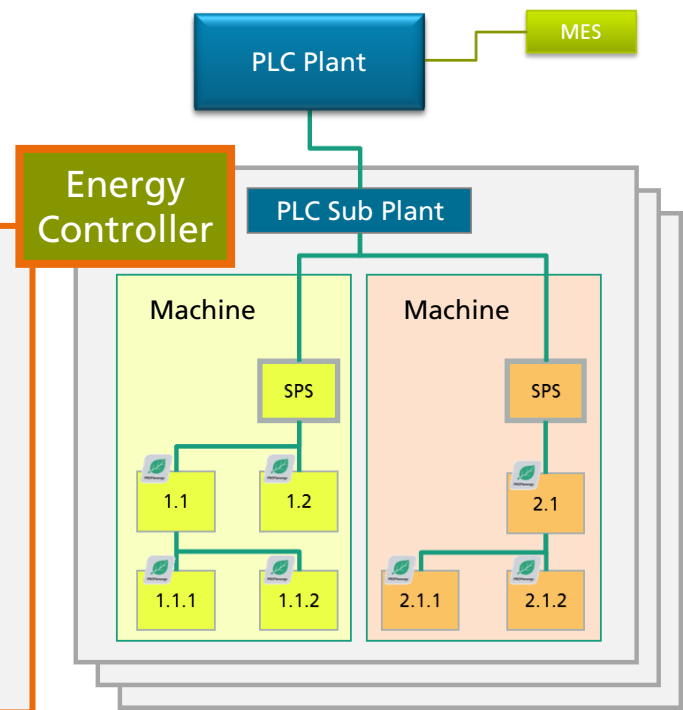 MES
PLC Plant
Energy
Controller
PLC Sub Plant
Machine
Machine
SPS
SPS
1.1
1.2
2.1
1.1.1
1.1.2
2.1.1
2.1.2